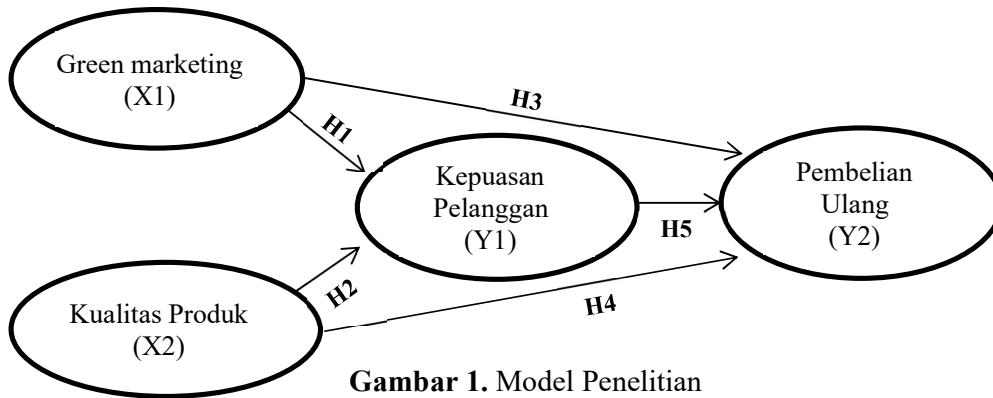 Green marketing
(X1)
H3
H1
Kepuasan
Pelanggan
(Y1)
Pembelian
Ulang
(Y2)
H5
H2
H4
Kualitas Produk
(X2)
Gambar 1. Model Penelitian